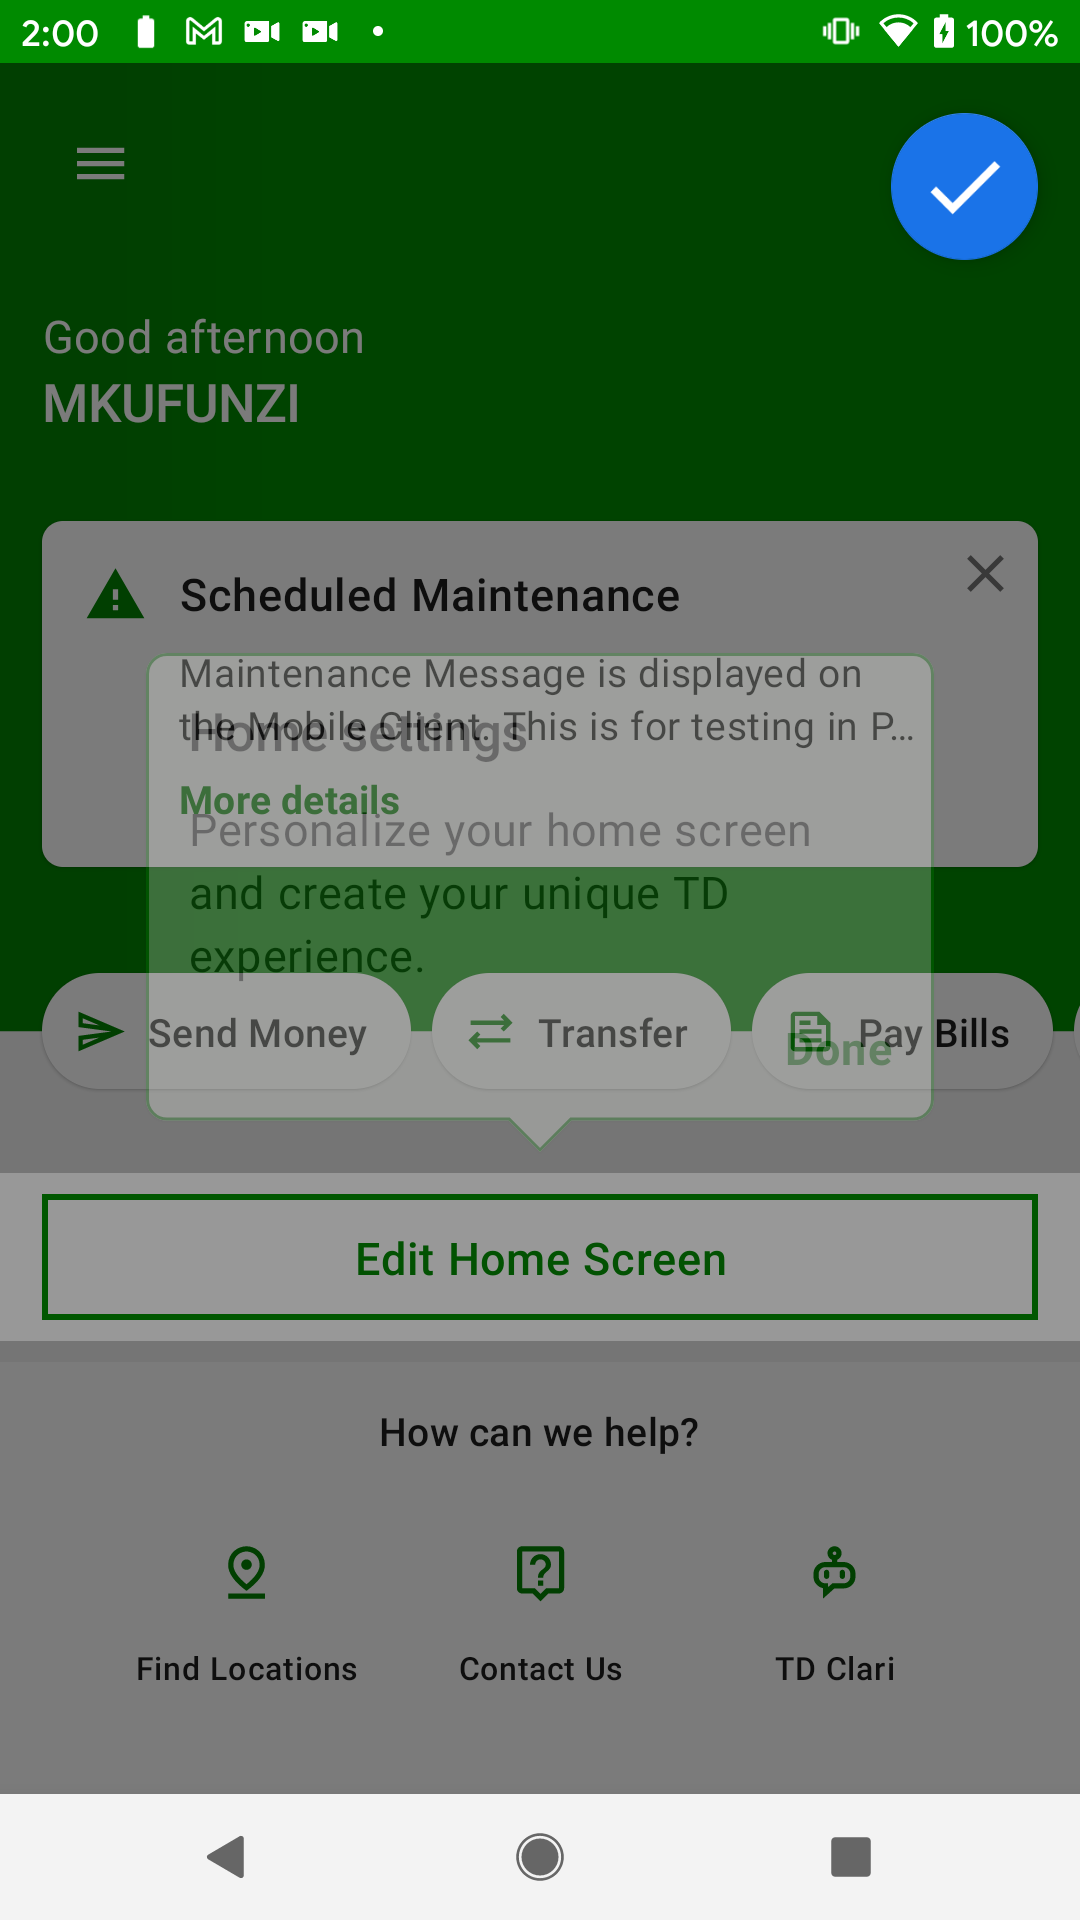 2:00
100%
Good afternoon
MKUFUNZI
Scheduled Maintenance
Maintenance Message is displayed on
the Mobile Client. This is for testing in P...
More details
Home settings
Personalize your home screen
and create your unique TD
experience.
Done
Send Money
Transfer
Pay Bills
Edit Home Screen
How can we help?
Find Locations
Contact Us
TD Clari